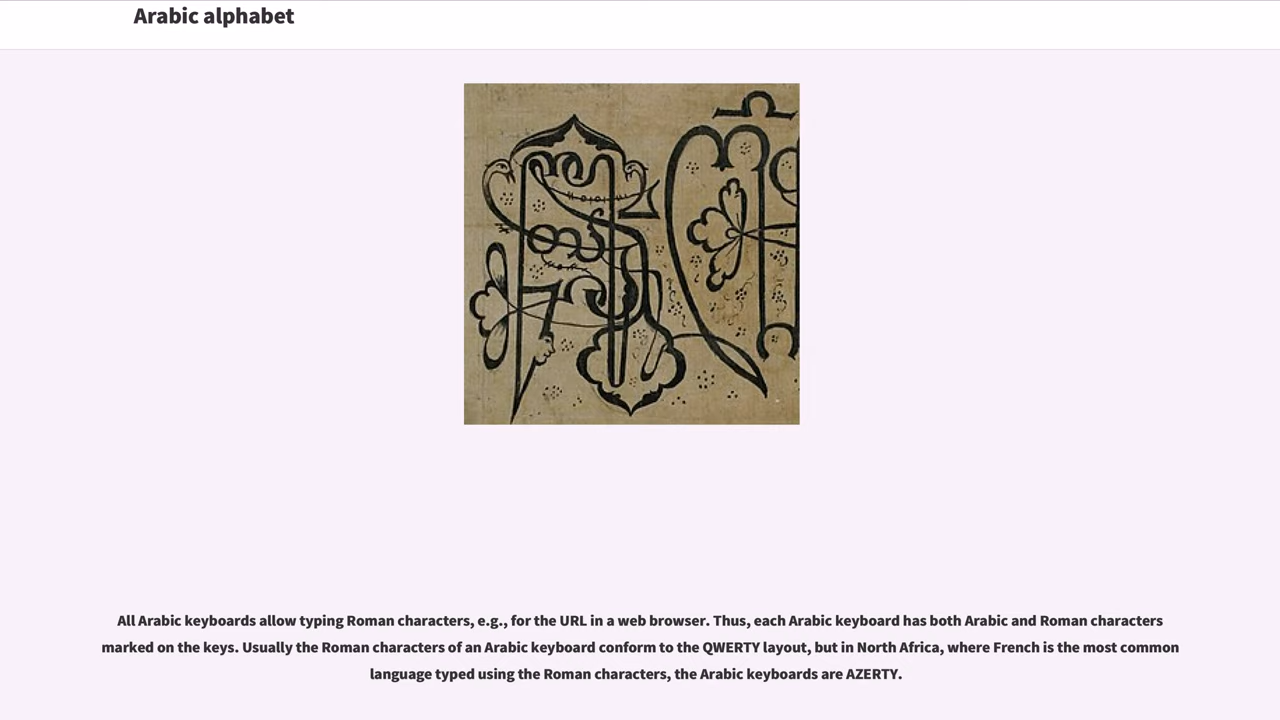 Arabic alphabet
All Arabic keyboards allow typing Roman characters, e.g., for the URL in a web browser. Thus, each Arabic keyboard has both Arabic and Roman characters
marked on the keys. Usually the Roman characters of an Arabic keyboard conform to the QWERTY layout, but in North Africa, where French is the most common
language typed using the Roman characters, the Arabic keyboards are AZERTY.